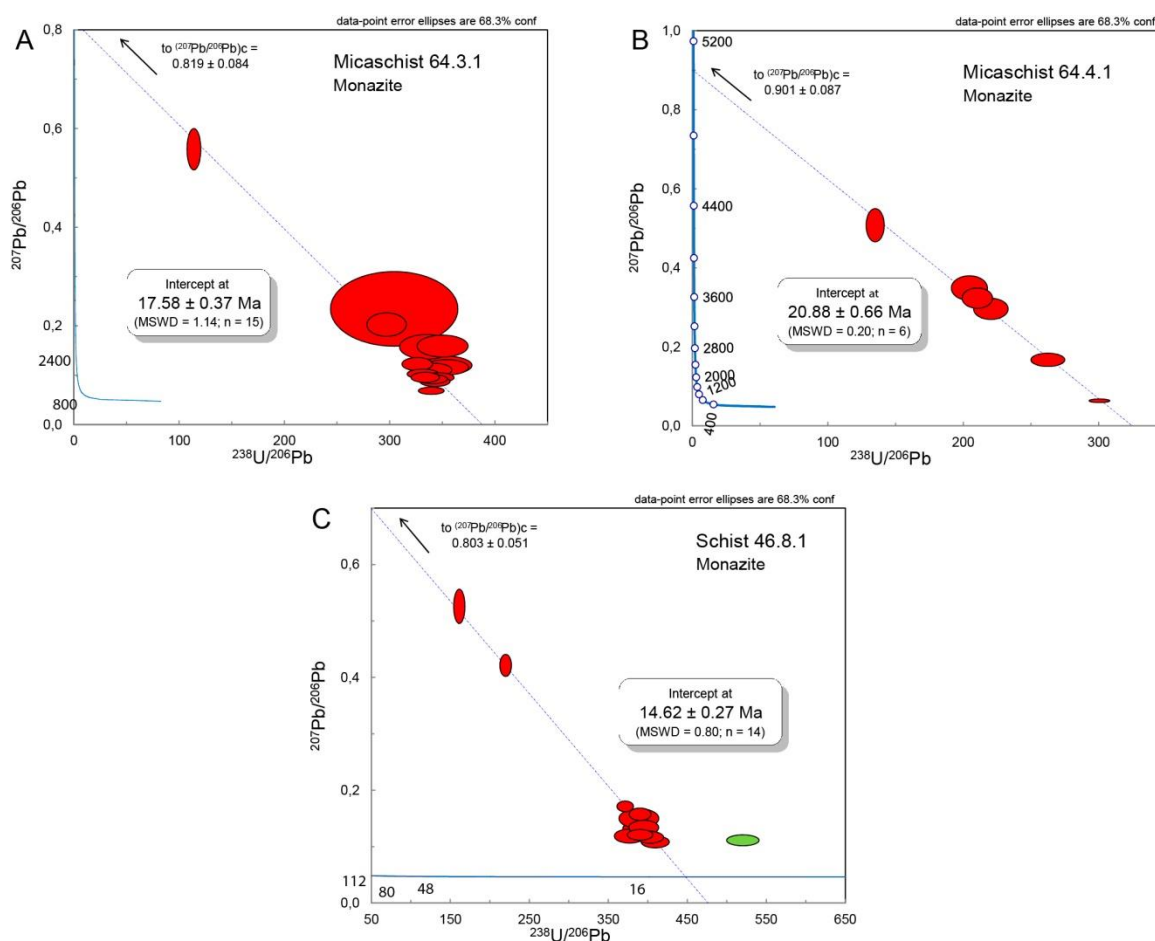 data-point error ellipses are 68.3% conf
A
to (207Pb/206Pb)c =
0.819 ± 0.084
Micaschist 64.3.1
Monazite
Intercept at
17.58 ± 0.37 Ma
(MSWD = 1.14; n = 15)
2400
800
0,8
0,6
0,4
0,2
0,0
207Pb/206Pb
0
100
200
300
400
238U/206Pb
data-point error ellipses are 68.3% conf
B
to (207Pb/206Pb)c =
0.901 ± 0.087
Micaschist 64.4.1
Monazite
Intercept at
20.88 ± 0.66 Ma
(MSWD = 0.20; n = 6)
5200
4400
3600
2800
2000
1200
400
1,0
0,8
0,6
0,4
0,2
0,0
207Pb/206Pb
0
100
200
300
238U/206Pb
data-point error ellipses are 68.3% conf
C
to (207Pb/206Pb)c =
0.803 ± 0.051
Schist 46.8.1
Monazite
Intercept at
14.62 ± 0.27 Ma
(MSWD = 0.80; n = 14)
112
80
48
16
0,6
0,4
0,2
0,0
207Pb/206Pb
50
150
250
350
450
550
650
238U/206Pb